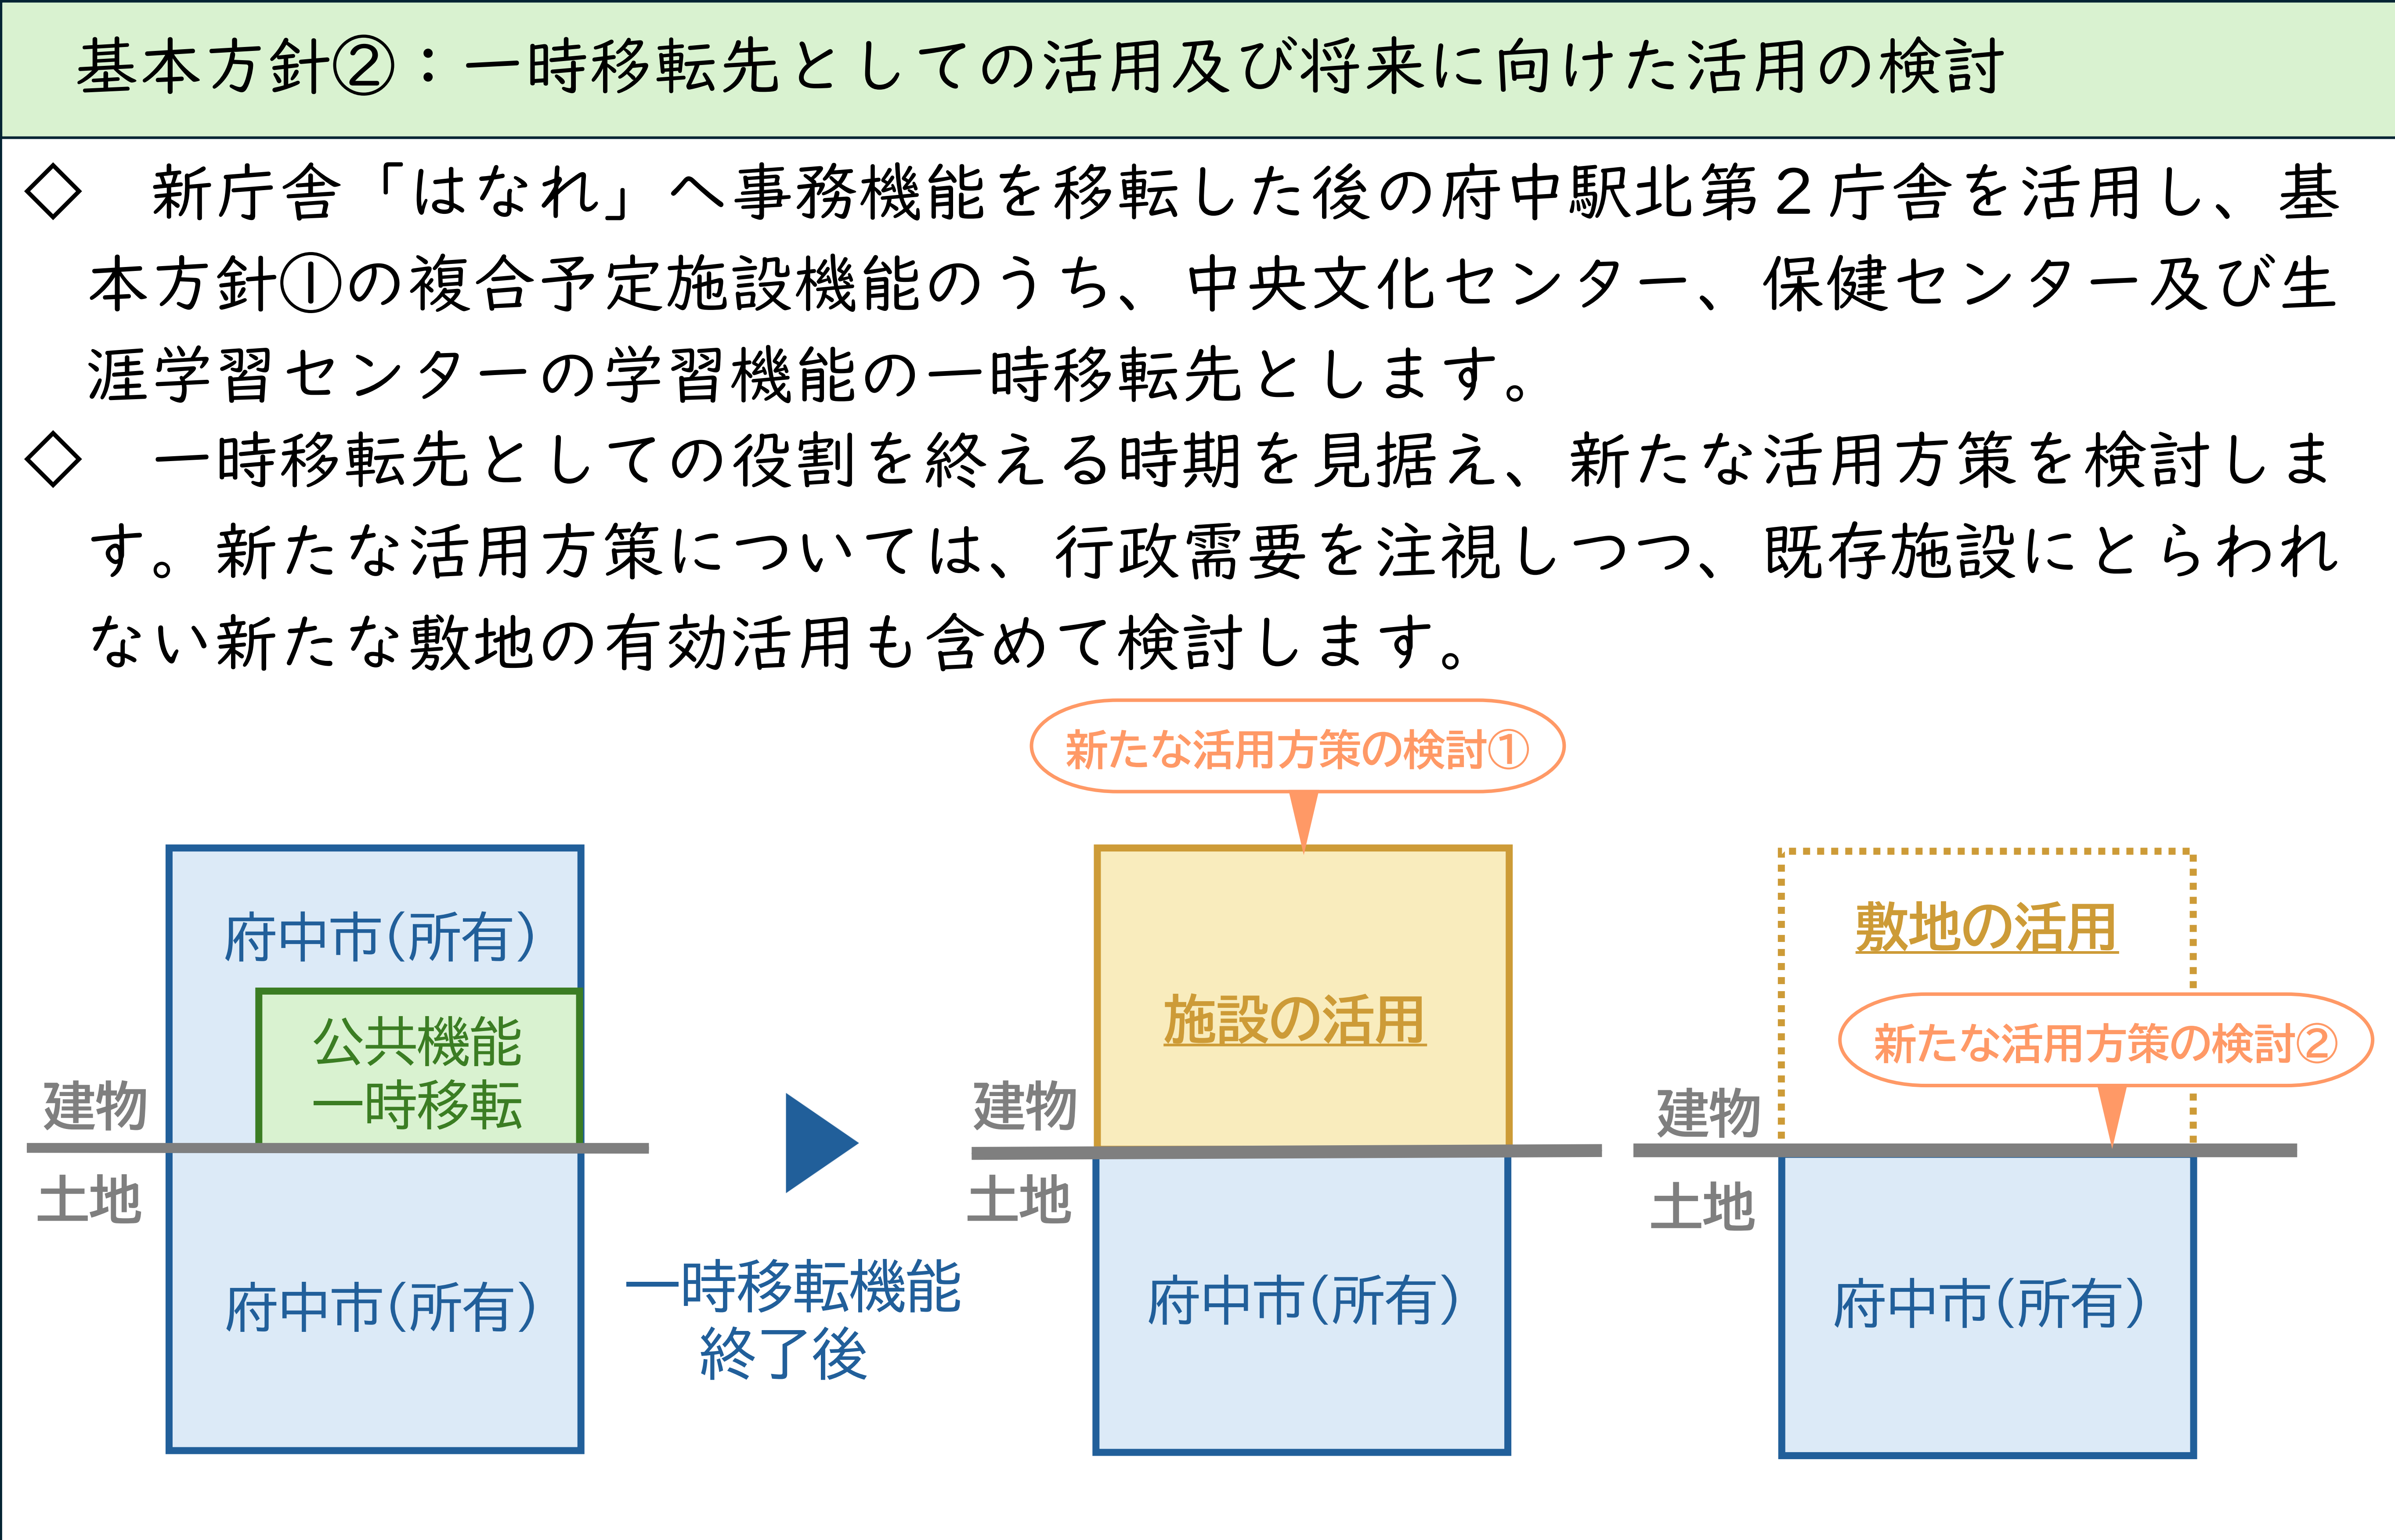 基本方針②：一時移転先としての活用及び将来に向けた活用の検討
◇　新庁舎「はなれ」へ事務機能を移転した後の府中駅北第２庁舎を活用し、基
本方針①の複合予定施設機能のうち、中央文化センター、保健センター及び生
涯学習センターの学習機能の一時移転先とします。
◇　一時移転先としての役割を終える時期を見据え、新たな活用方策を検討しま
す。新たな活用方策については、行政需要を注視しつつ、既存施設にとらわれ
ない新たな敷地の有効活用も含めて検討します。
府中市(所有)
公共機能
一時移転
建物
土地
府中市(所有)
一時移転機能
終了後
新たな活用方策の検討①
施設の活用
建物
土地
府中市(所有)
敷地の活用
新たな活用方策の検討②
建物
土地
府中市(所有)